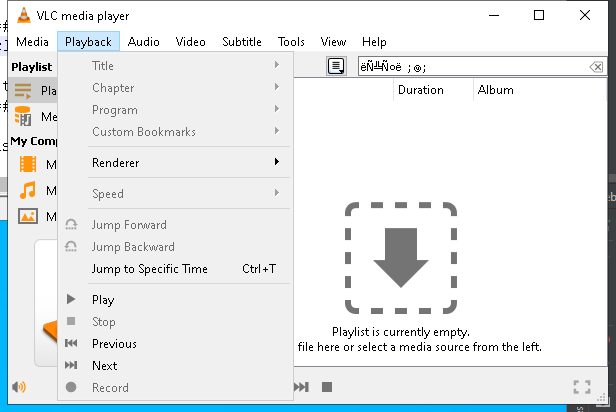 VLC media player
Media Playback Audio Video Subtitle Tools View Help
Playlist
Pla
Me
My Comp
M
M
M
Title
Chapter
Program
Custom Bookmarks
Renderer
Speed
Jump Forward
Jump Backward
Jump to Specific Time Ctrl+T
Play
Stop
Previous
Next
Record
Duration Album
Playlist is currently empty.
file here or select a media source from the left.